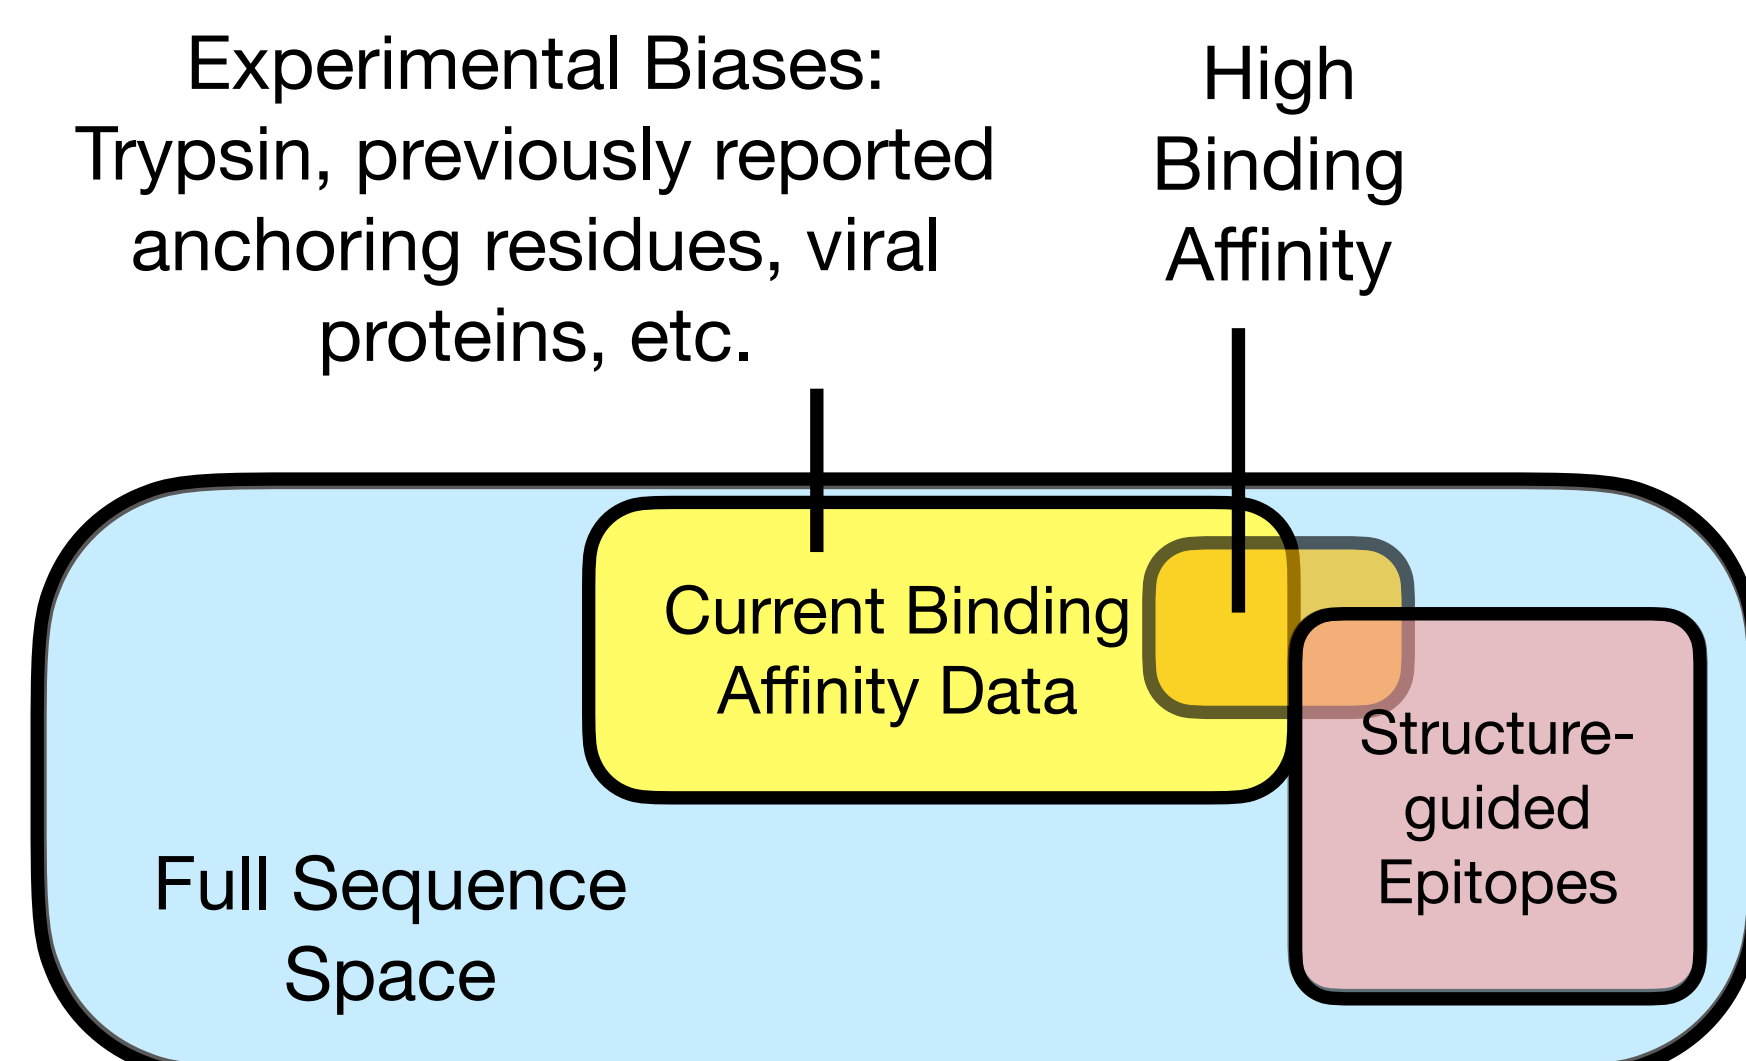 Experimental Biases:
Trypsin, previously reported
anchoring residues, viral
proteins, etc.
High
Binding
Affinity
Current Binding
Affinity Data
Structure-
guided
Epitopes
Full Sequence
Space